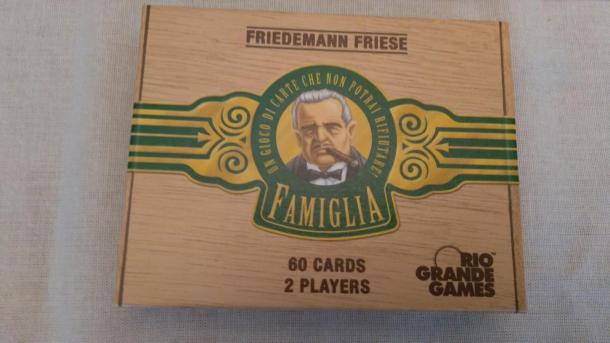 FRIEDEMANN FRIESE
UN GIOCO DI CARTE CHE NON POTRAI RIFIUTARE!
FAMIGLIA
60 CARDS
2 PLAYERS
RIO
GRANDE
GAMES